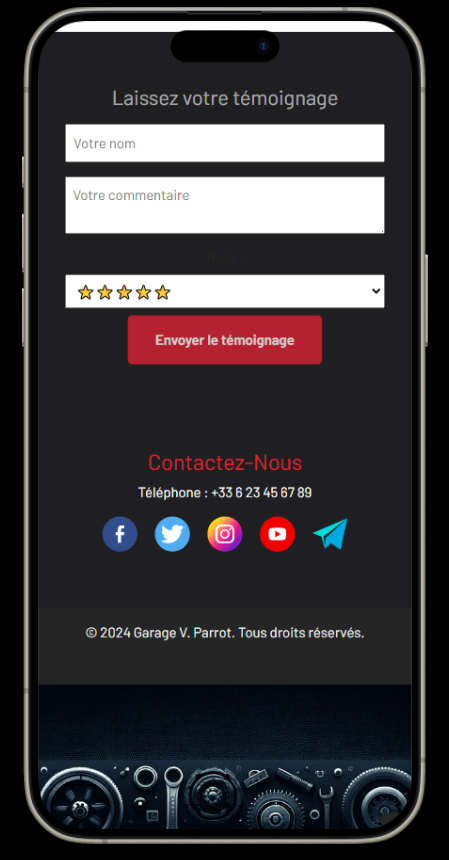 Laissez votre témoignage
Votre nom
Votre commentaire
Envoyer le témoignage
Contactez-Nous
Téléphone : +33 6 23 45 67 89
© 2024 Garage V. Parrot. Tous droits réservés.